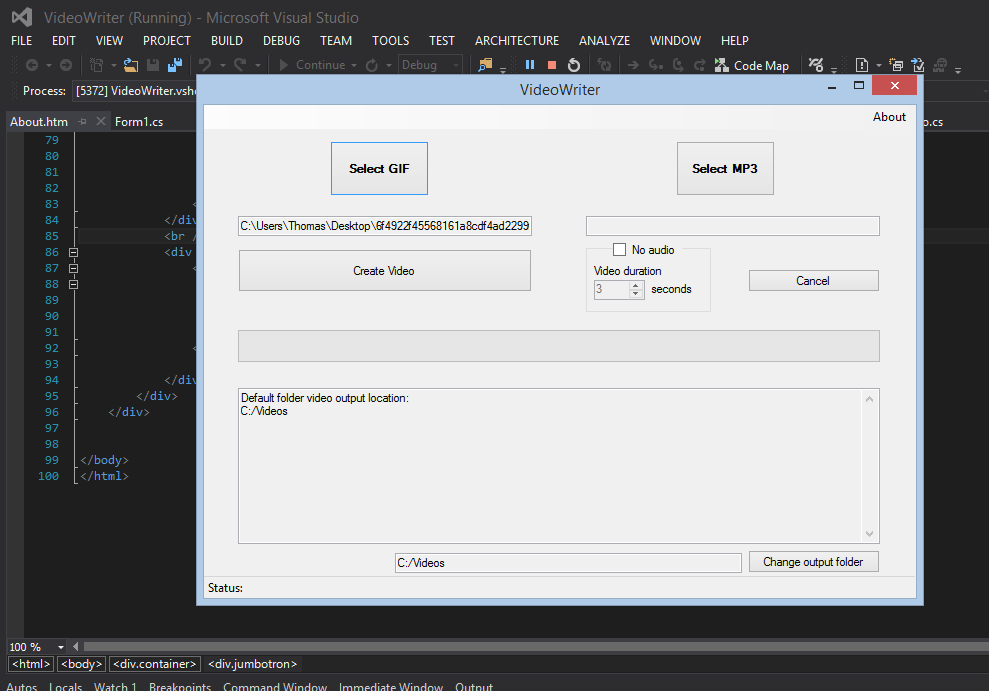 VideoWriter (Running) - Microsoft Visual Studio
FILE EDIT VIEW PROJECT BUILD DEBUG TEAM TOOLS TEST ARCHITECTURE ANALYZE WINDOW HELP
Continue Debug Code Map
Process: [5372] VideoWriter.vsho
VideoWriter
About.htm Form1.cs o.cs
About
Select GIF Select MP3
C:\Users\Thomas\Desktop\6f4922f45568161a8cdf4ad2299
Create Video
No audio
Video duration
3 seconds
Cancel
Default folder video output location:
C:/Videos
C:/Videos Change output folder
Status:
79
80
81
82
83 <
84 </div
85 <br /
86 <div
87 <
88
89
90
91
92 <
93
94 </div
95 </div>
96 </div>
97
98
99 </body>
100 </html>
100 %
<html> <body> <div.container> <div.jumbotron>
Autos Locals Watch 1 Breakpoints Command Window Immediate Window Output